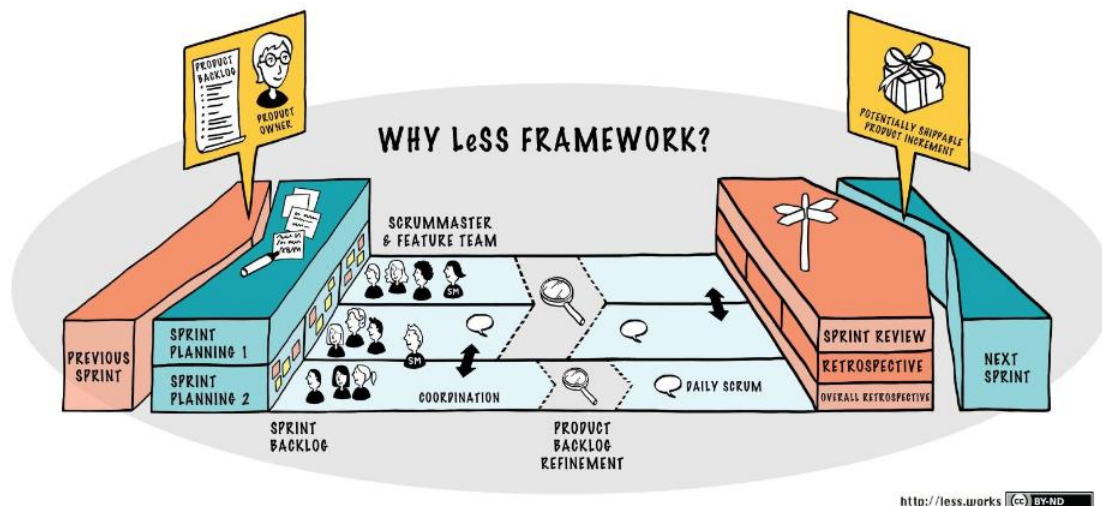 PRODUCT
BACKLOG
PRODUCT
OWNER
POTENTIALLY SHIPPABLE
PRODUCT INCREMENT
WHY LeSS FRAMEWORK?
SCRUMMASTER
& FEATURE TEAM
SM
SM
PREVIOUS
SPRINT
SPRINT
PLANNING 1
SPRINT
PLANNING 2
COORDINATION
DAILY SCRUM
SPRINT REVIEW
RETROSPECTIVE
OVERALL RETROSPECTIVE
NEXT
SPRINT
SPRINT
BACKLOG
PRODUCT
BACKLOG
REFINEMENT
http://less.works cc BY-ND